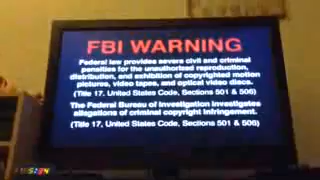 FBI WARNING
Federal law provides severe civil and criminal
penalties for the unauthorized reproduction,
distribution, and exhibition of copyrighted motion
pictures, video tapes, and optical video discs.
(Title 17, United States Code, Sections 501 & 506)
The Federal Bureau of Investigation investigates
allegations of criminal copyright infringement.
(Title 17, United States Code, Sections 501 & 506)